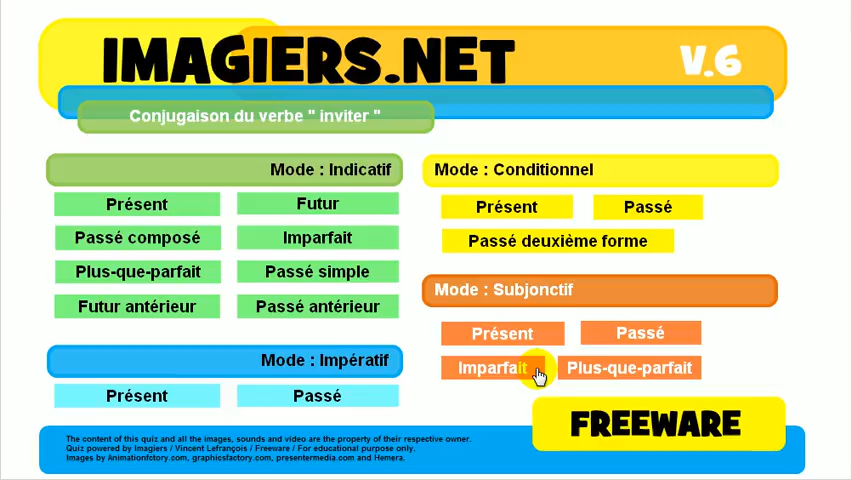 IMAGIERS.NET
V.6
Conjugaison du verbe " inviter "
Mode : Indicatif
Présent
Futur
Passé composé
Imparfait
Plus-que-parfait
Passé simple
Futur antérieur
Passé antérieur
Mode : Impératif
Présent
Passé
Mode : Conditionnel
Présent
Passé
Passé deuxième forme
Mode : Subjonctif
Présent
Passé
Imparfait
Plus-que-parfait
FREEWARE
The content of this quiz and all the images, sounds and video are the property of their respective owner.
Quiz powered by Imagiers / Vincent Lefrançois / Freeware / For educational purpose only.
Images by Animationfctory.com, graphicsfactory.com, presentermedia.com and Hemera.